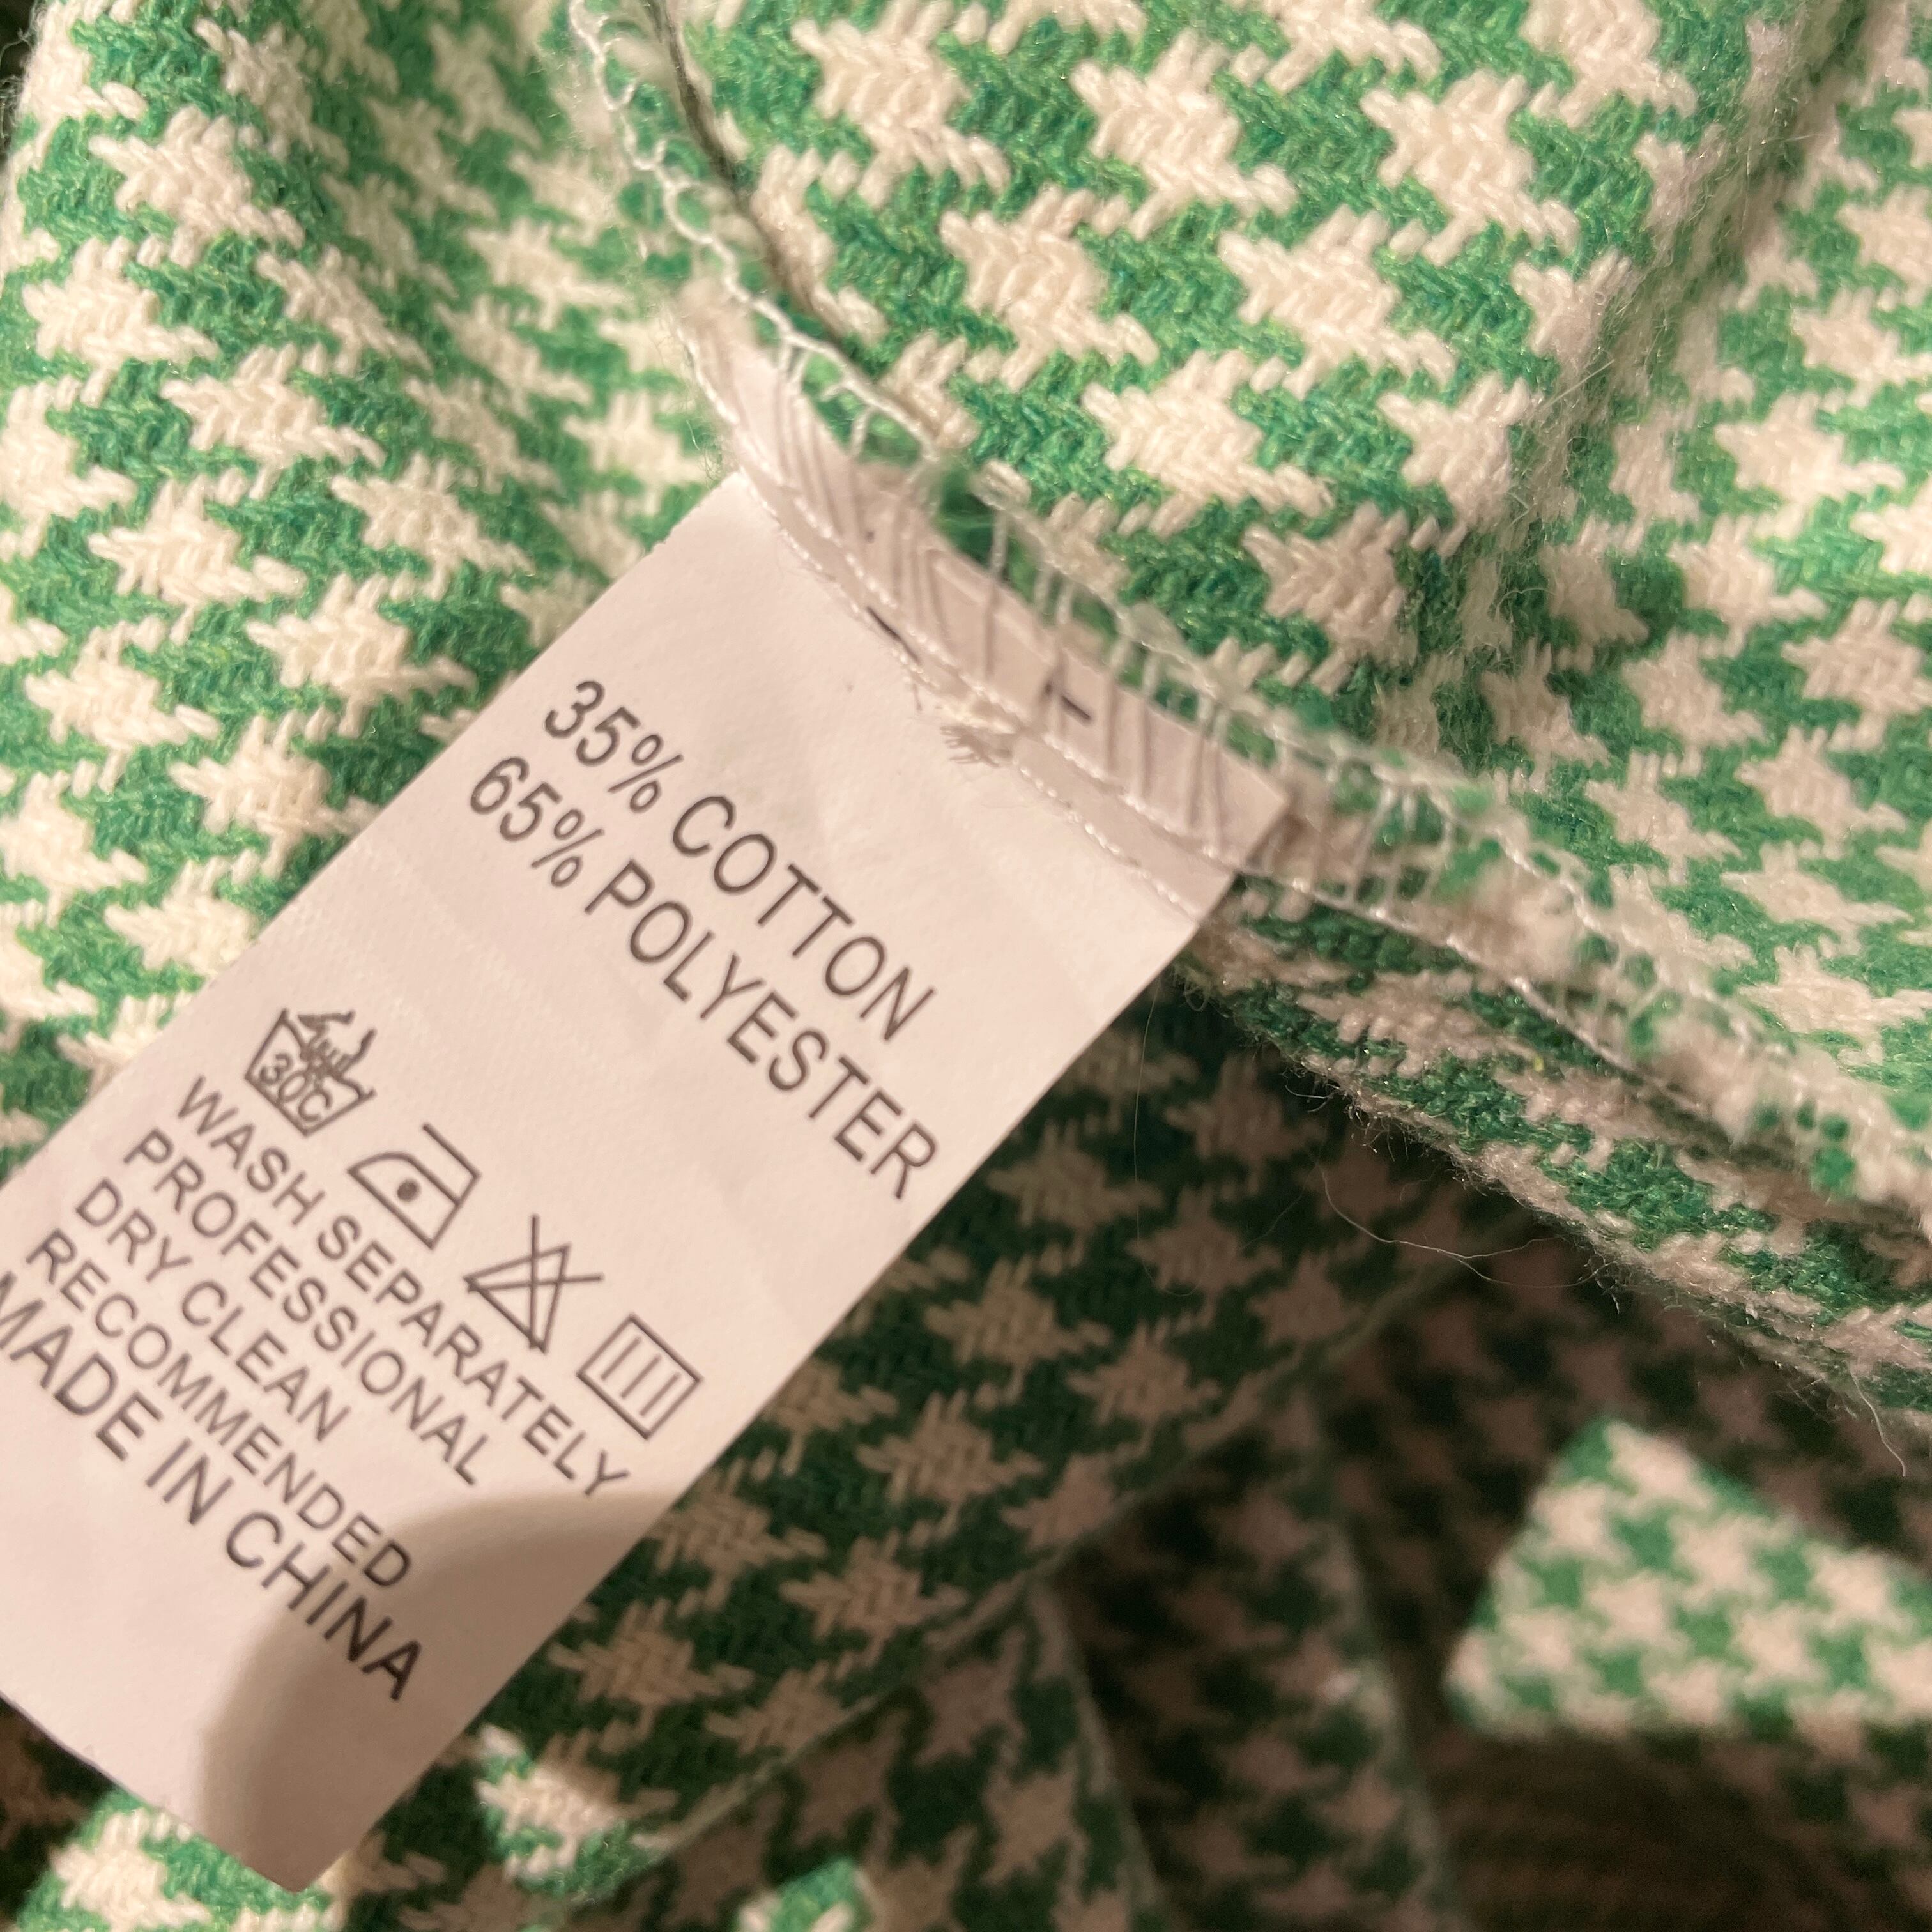 35% COTTON
65% POLYESTER
30C
WASH SEPARATELY
PROFESSIONAL
DRY CLEAN
RECOMMENDED
MADE IN CHINA